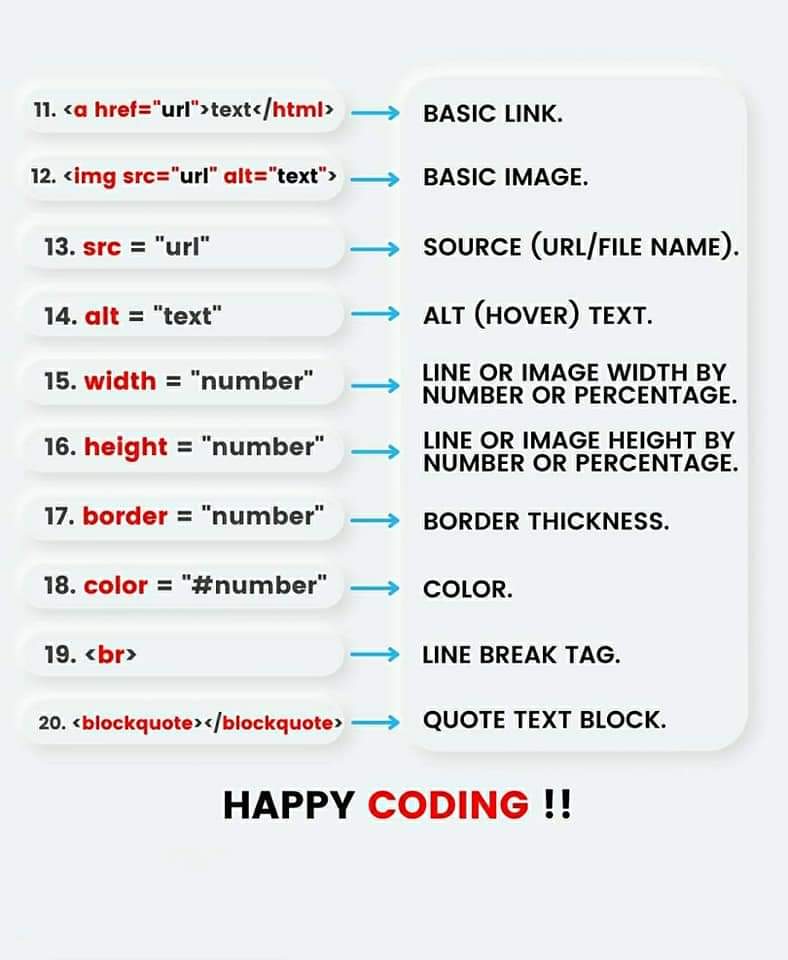 11. <a href="url">text</html>
BASIC LINK.
12. <img src="url" alt="text">
BASIC IMAGE.
13. src = "url"
SOURCE (URL/FILE NAME).
14. alt = "text"
ALT (HOVER) TEXT.
15. width = "number"
LINE OR IMAGE WIDTH BY
NUMBER OR PERCENTAGE.
16. height = "number"
LINE OR IMAGE HEIGHT BY
NUMBER OR PERCENTAGE.
17. border = "number"
BORDER THICKNESS.
18. color = "#number"
COLOR.
19. <br>
LINE BREAK TAG.
20. <blockquote></blockquote>
QUOTE TEXT BLOCK.
HAPPY CODING !!